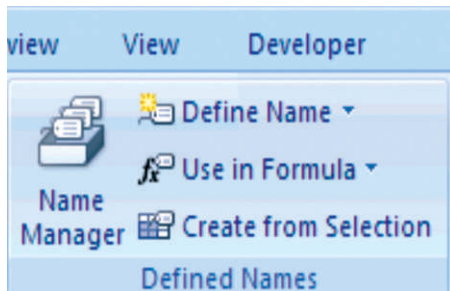 view View Developer
Define Name
Use in Formula
Name
Manager
Create from Selection
Defined Names